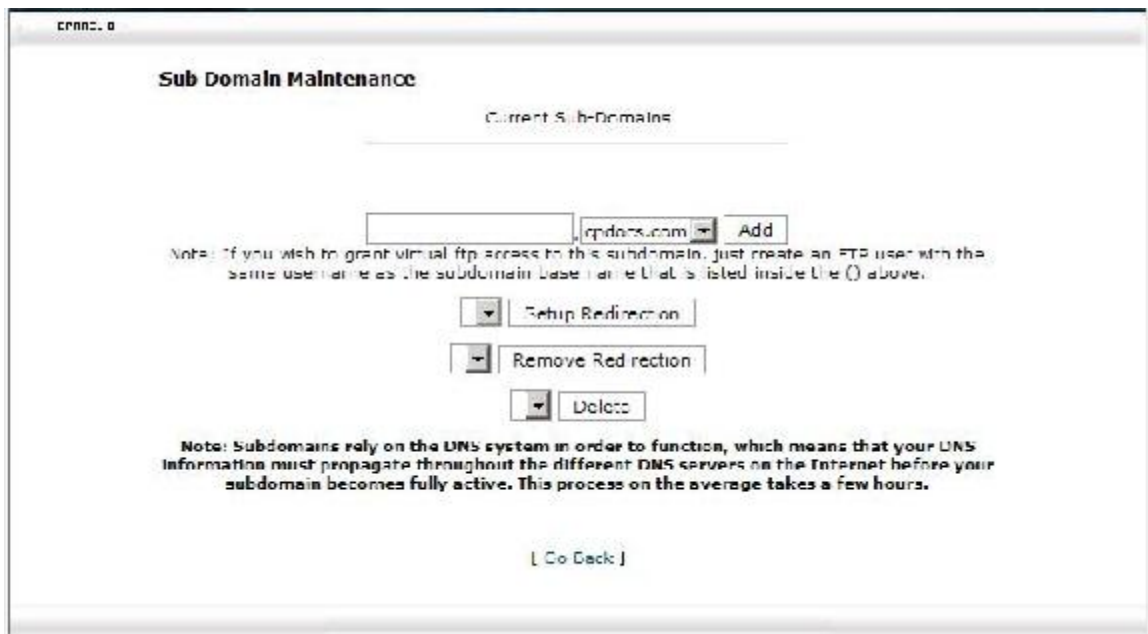 Sub Domain Maintenance
Current Sub-Domains
. cpdocs.com Add
Note: If you wish to grant virtual ftp access to this subdomain, just create an FTP user with the
same username as the subdomain base name that is listed inside the () above.
Setup Redirection
Remove Redirection
Delete
Note: Subdomains rely on the DNS system in order to function, which means that your DNS
information must propagate throughout the different DNS servers on the Internet before your
subdomain becomes fully active. This process on the average takes a few hours.
[ Go Back ]